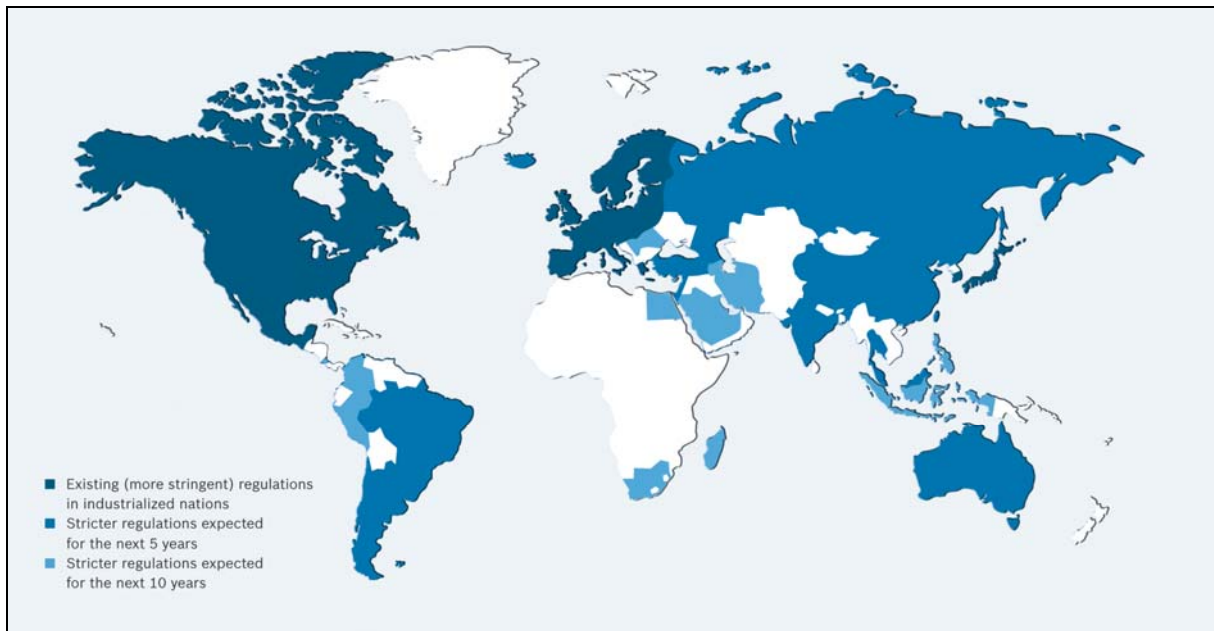 Existing (more stringent) regulations
in industrialized nations
Stricter regulations expected
for the next 5 years
Stricter regulations expected
for the next 10 years